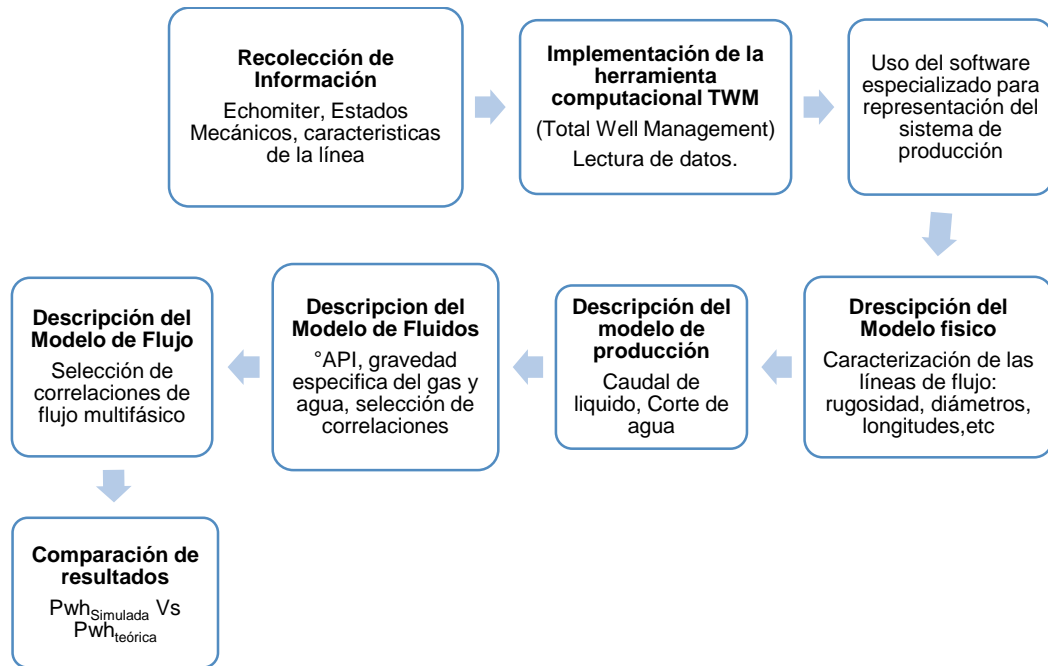 Recolección de
Información
Echomiter, Estados
Mecánicos, caracteristicas
de la línea
Implementación de la
herramienta
computacional TWM
(Total Well Management)
Lectura de datos.
Uso del software
especializado para
representación del
sistema de
producción
Drescipción del
Modelo fisico
Caracterización de las
líneas de flujo:
rugosidad, diámetros,
longitudes,etc
Descripción del
modelo de
producción
Caudal de
liquido, Corte de
agua
Descripcion del
Modelo de Fluidos
°API, gravedad
especifica del gas y
agua, selección de
correlaciones
Descripción del
Modelo de Flujo
Selección de
correlaciones de
flujo multifásico
Comparación de
resultados
Pwh Simulada Vs
Pwh teórica